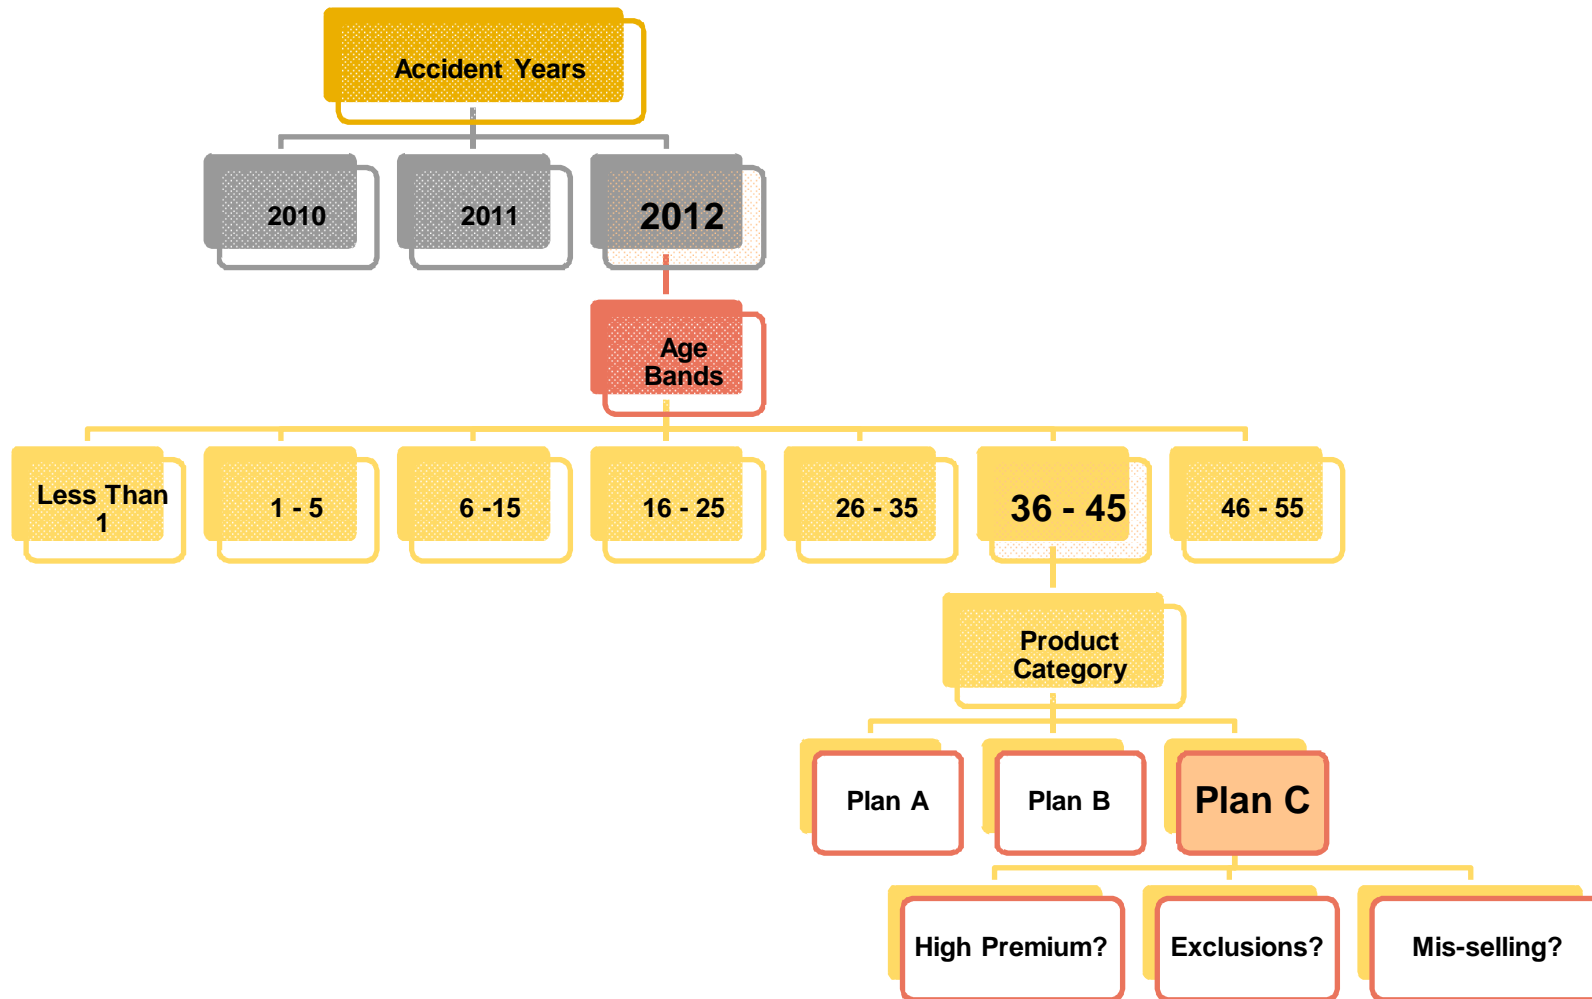 Accident Years
2010
2011
2012
Age
Bands
Less Than
1
1 - 5
6 -15
16 - 25
26 - 35
36 - 45
46 - 55
Product
Category
Plan A
Plan B
Plan C
High Premium?
Exclusions?
Mis-selling?